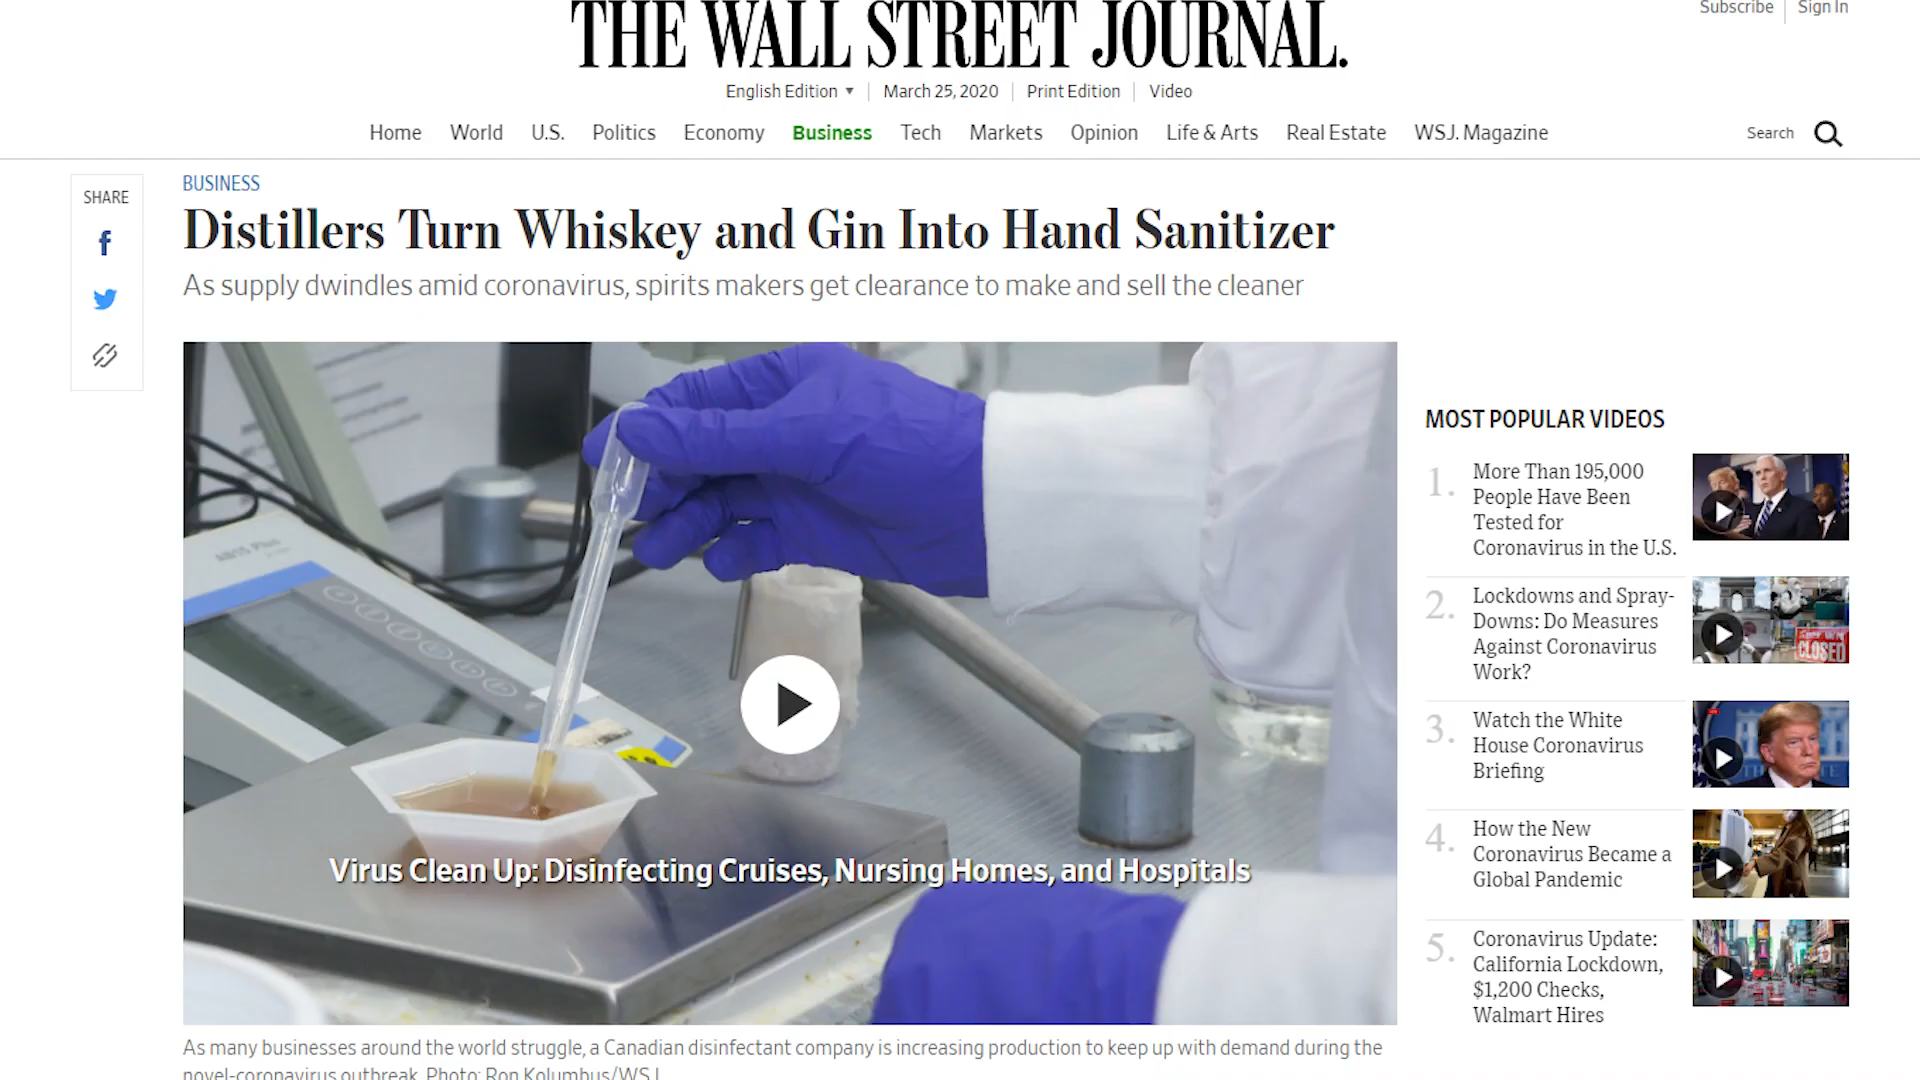 THE WALL STREET JOURNAL.
Subscribe Sign In
English Edition March 25, 2020 Print Edition Video
Home World U.S. Politics Economy Business Tech Markets Opinion Life & Arts Real Estate WSJ. Magazine Search
SHARE
BUSINESS
Distillers Turn Whiskey and Gin Into Hand Sanitizer
As supply dwindles amid coronavirus, spirits makers get clearance to make and sell the cleaner
Virus Clean Up: Disinfecting Cruises, Nursing Homes, and Hospitals
As many businesses around the world struggle, a Canadian disinfectant company is increasing production to keep up with demand during the
novel-coronavirus outbreak. Photo: Ron Kolumbus/WSJ
MOST POPULAR VIDEOS
1. More Than 195,000
People Have Been
Tested for
Coronavirus in the U.S.
2. Lockdowns and Spray-
Downs: Do Measures
Against Coronavirus
Work?
CLOSED
3. Watch the White
House Coronavirus
Briefing
4. How the New
Coronavirus Became a
Global Pandemic
5. Coronavirus Update:
California Lockdown,
$1,200 Checks,
Walmart Hires